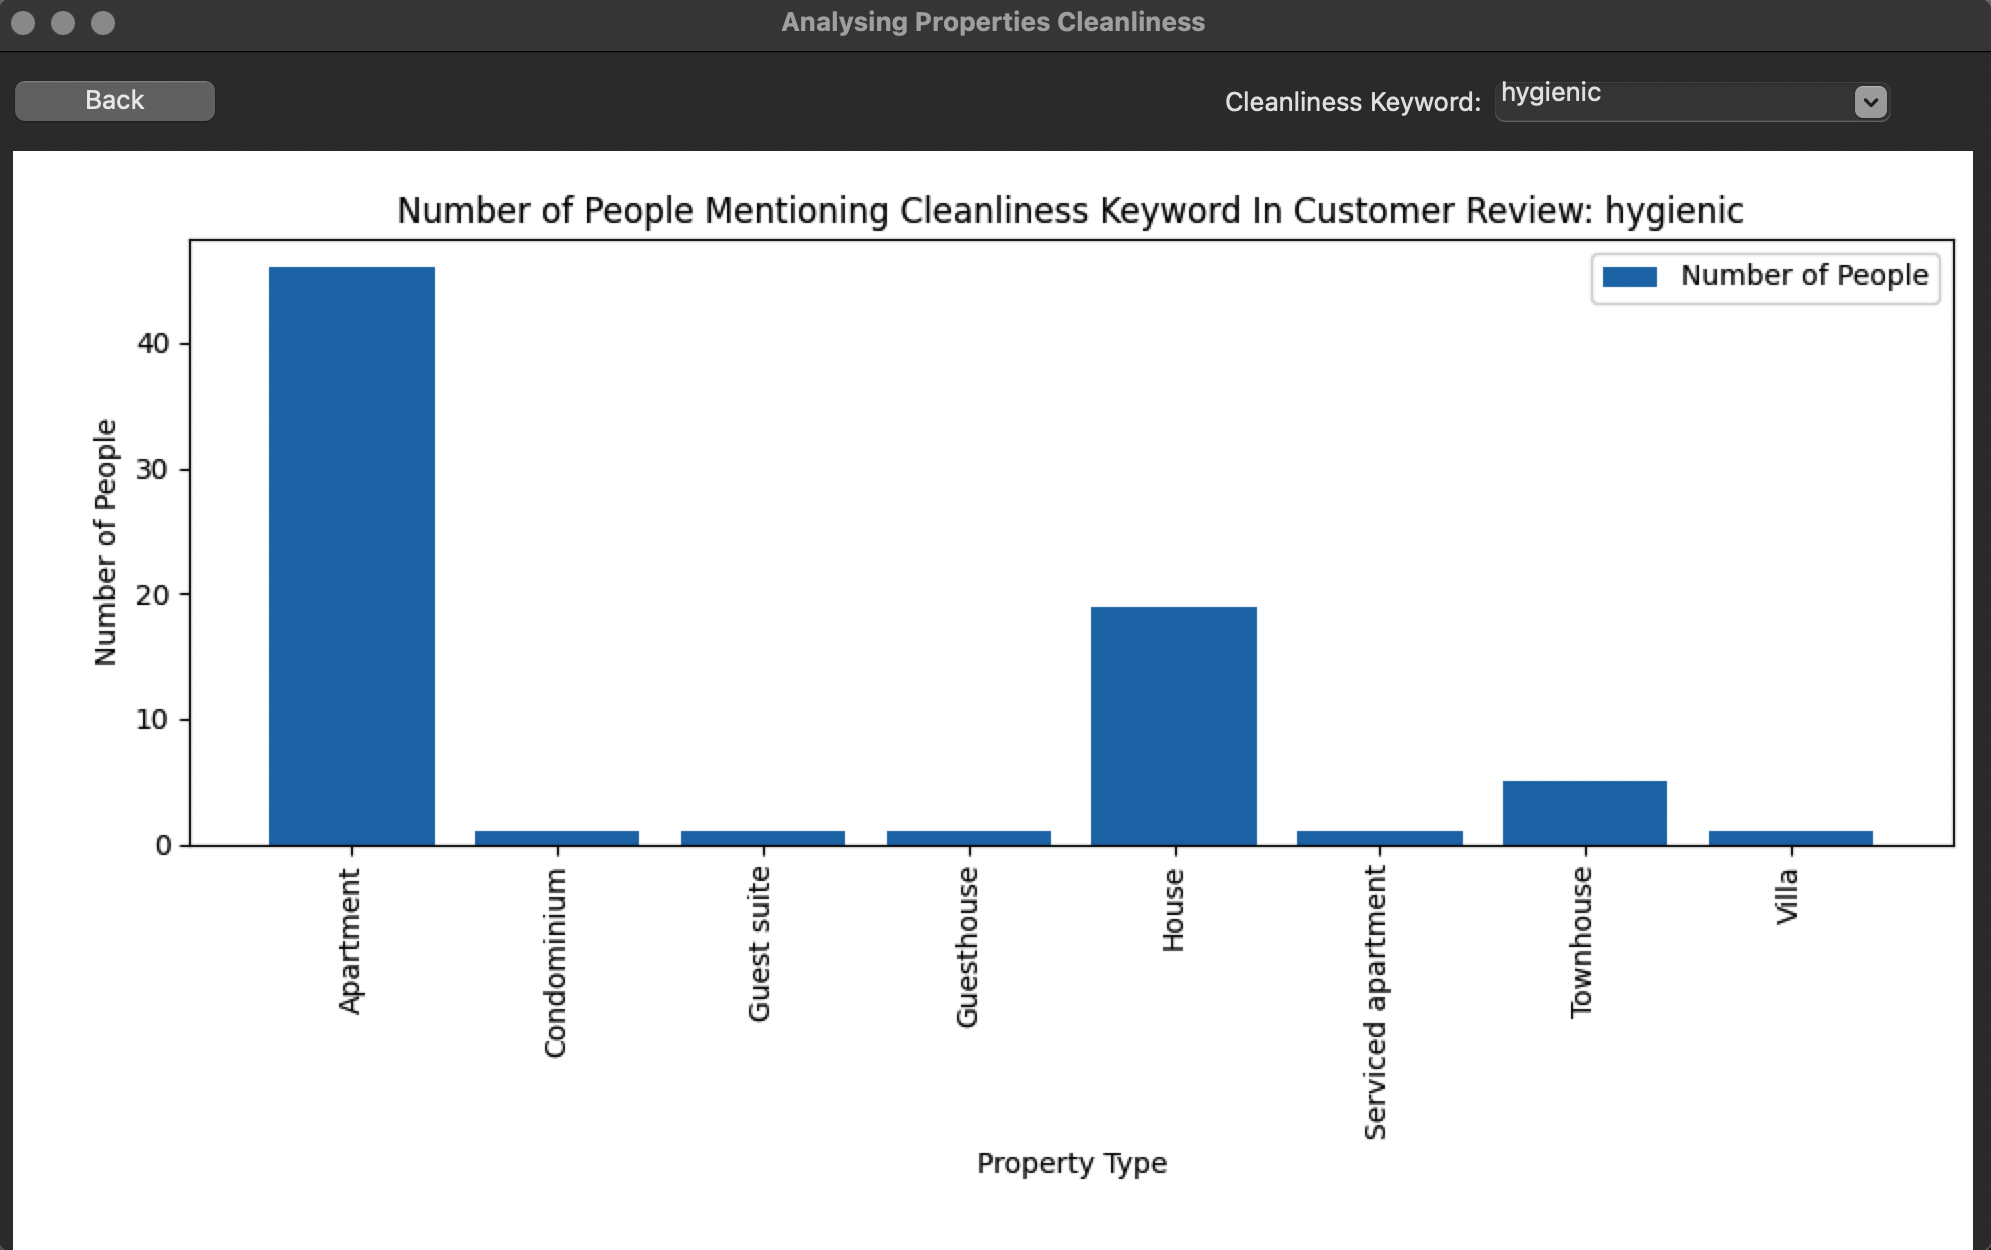 Analysing Properties Cleanliness
Back
Cleanliness Keyword: hygienic
Number of People Mentioning Cleanliness Keyword In Customer Review: hygienic
Number of People
Number of People
40
30
20
10
0
Apartment
Condominium
Guest suite
Guesthouse
House
Serviced apartment
Townhouse
Villa
Property Type